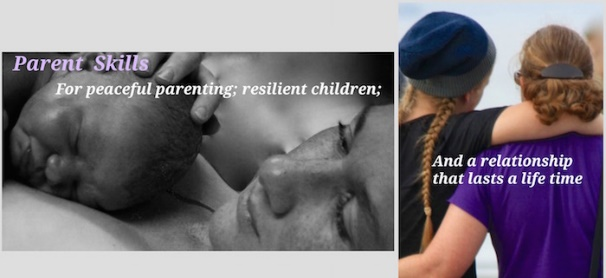 Parent Skills
For peaceful parenting; resilient children;
And a relationship
that lasts a life time